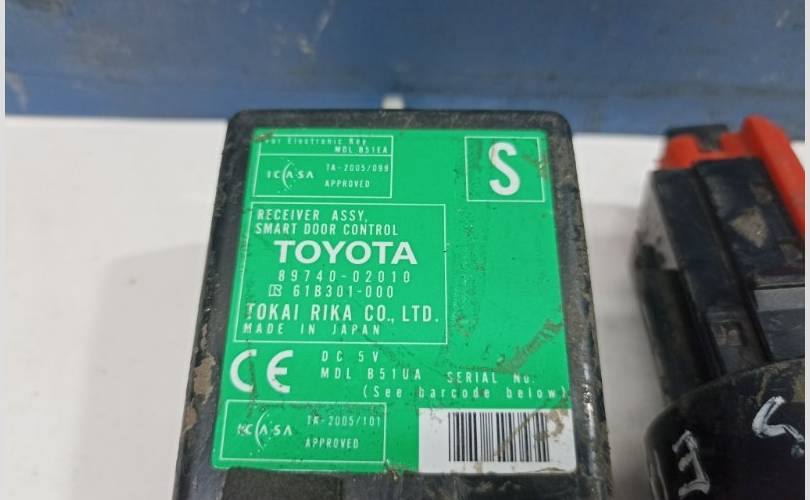 For Electronic Key
MDL B51EA
ICASA
TA-2005/099
APPROVED
S
RECEIVER ASSY,
SMART DOOR CONTROL
TOYOTA
89740-02010
61B301-000
TOKAI RIKA CO., LTD.
MADE IN JAPAN
CE
DC 5V
MDL B51UA SERIAL No.
(See barcode below)
ICASA
TA-2005/101
APPROVED